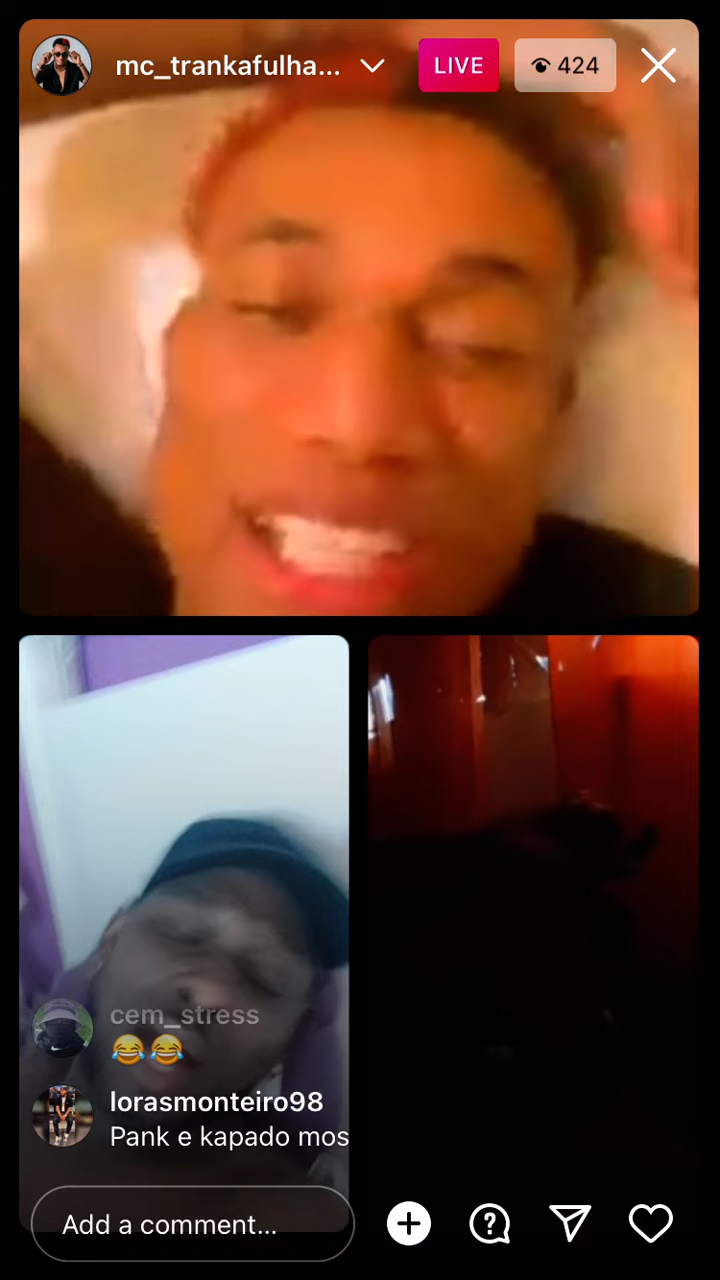 mc_trankafulha...
LIVE
424
cem_stress
😂😂
lorasmonteiro98
Pank e kapado mos
Add a comment...